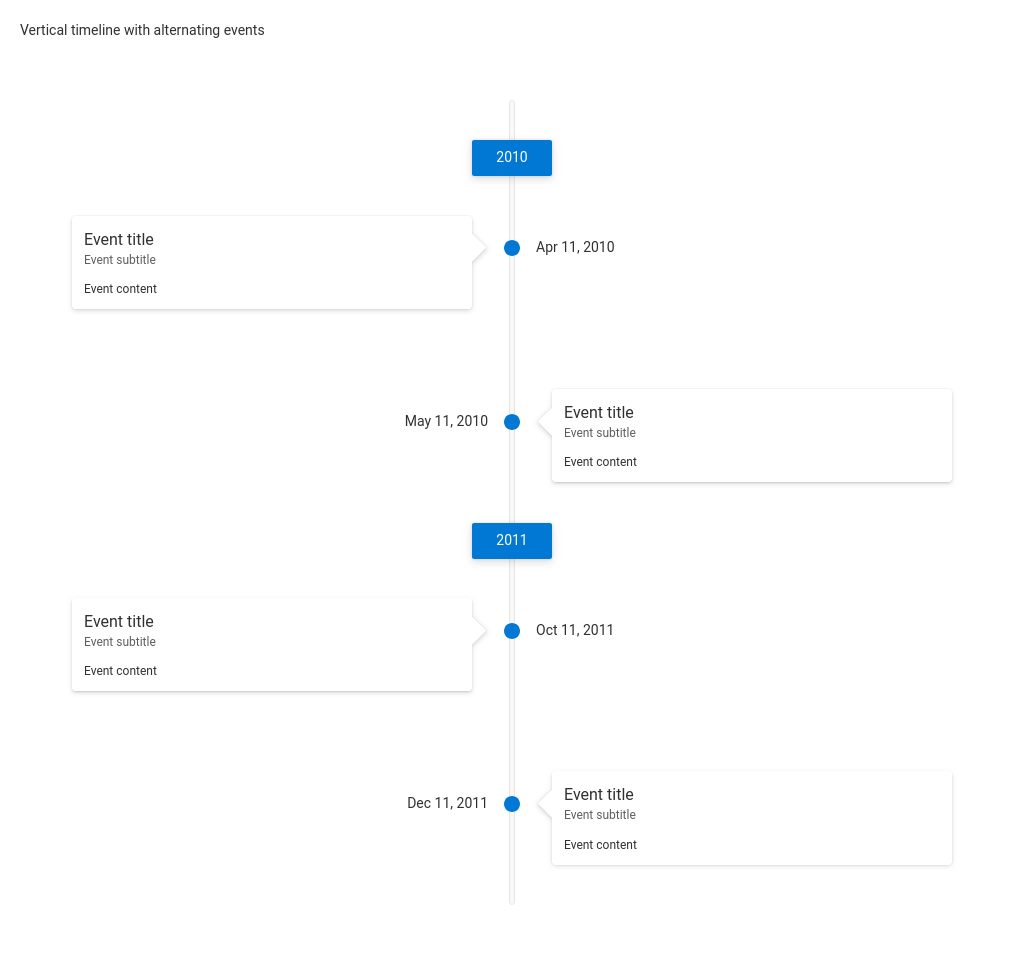 Vertical timeline with alternating events
2010
Event title
Event subtitle
Event content
Apr 11, 2010
May 11, 2010
Event title
Event subtitle
Event content
2011
Event title
Event subtitle
Event content
Oct 11, 2011
Dec 11, 2011
Event title
Event subtitle
Event content